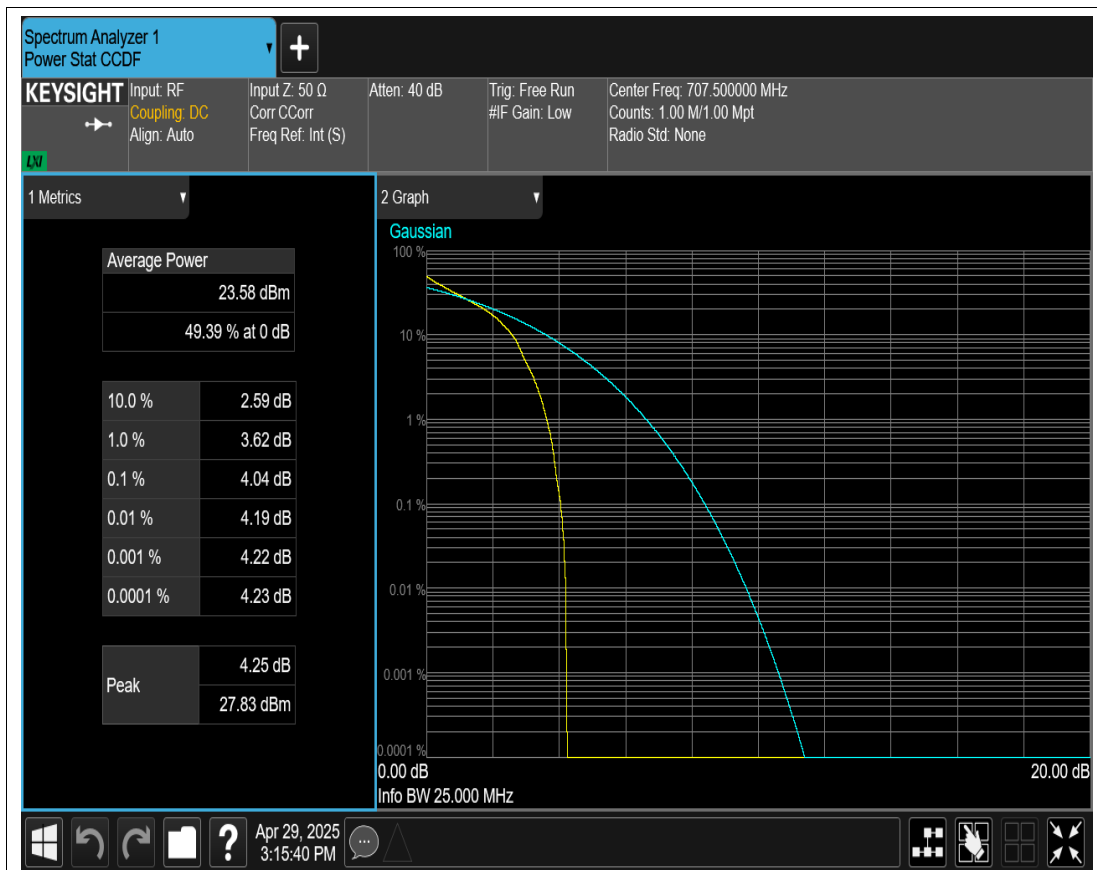 Spectrum Analyzer 1
Power Stat CCDF
+
KEYSIGHT
LXI
Input: RF
Coupling: DC
Align: Auto
Input Z: 50 Ω
Corr CCorr
Freq Ref: Int (S)
Atten: 40 dB
Trig: Free Run
#IF Gain: Low
Center Freq: 707.500000 MHz
Counts: 1.00 M/1.00 Mpt
Radio Std: None
1 Metrics
Average Power
23.58 dBm
49.39 % at 0 dB
10.0 % 2.59 dB
1.0 % 3.62 dB
0.1 % 4.04 dB
0.01 % 4.19 dB
0.001 % 4.22 dB
0.0001 % 4.23 dB
Peak
4.25 dB
27.83 dBm
2 Graph
Gaussian
100 %
10 %
1 %
0.1 %
0.01 %
0.001 %
0.0001 %
0.00 dB 20.00 dB
Info BW 25.000 MHz
?
Apr 29, 2025
3:15:40 PM